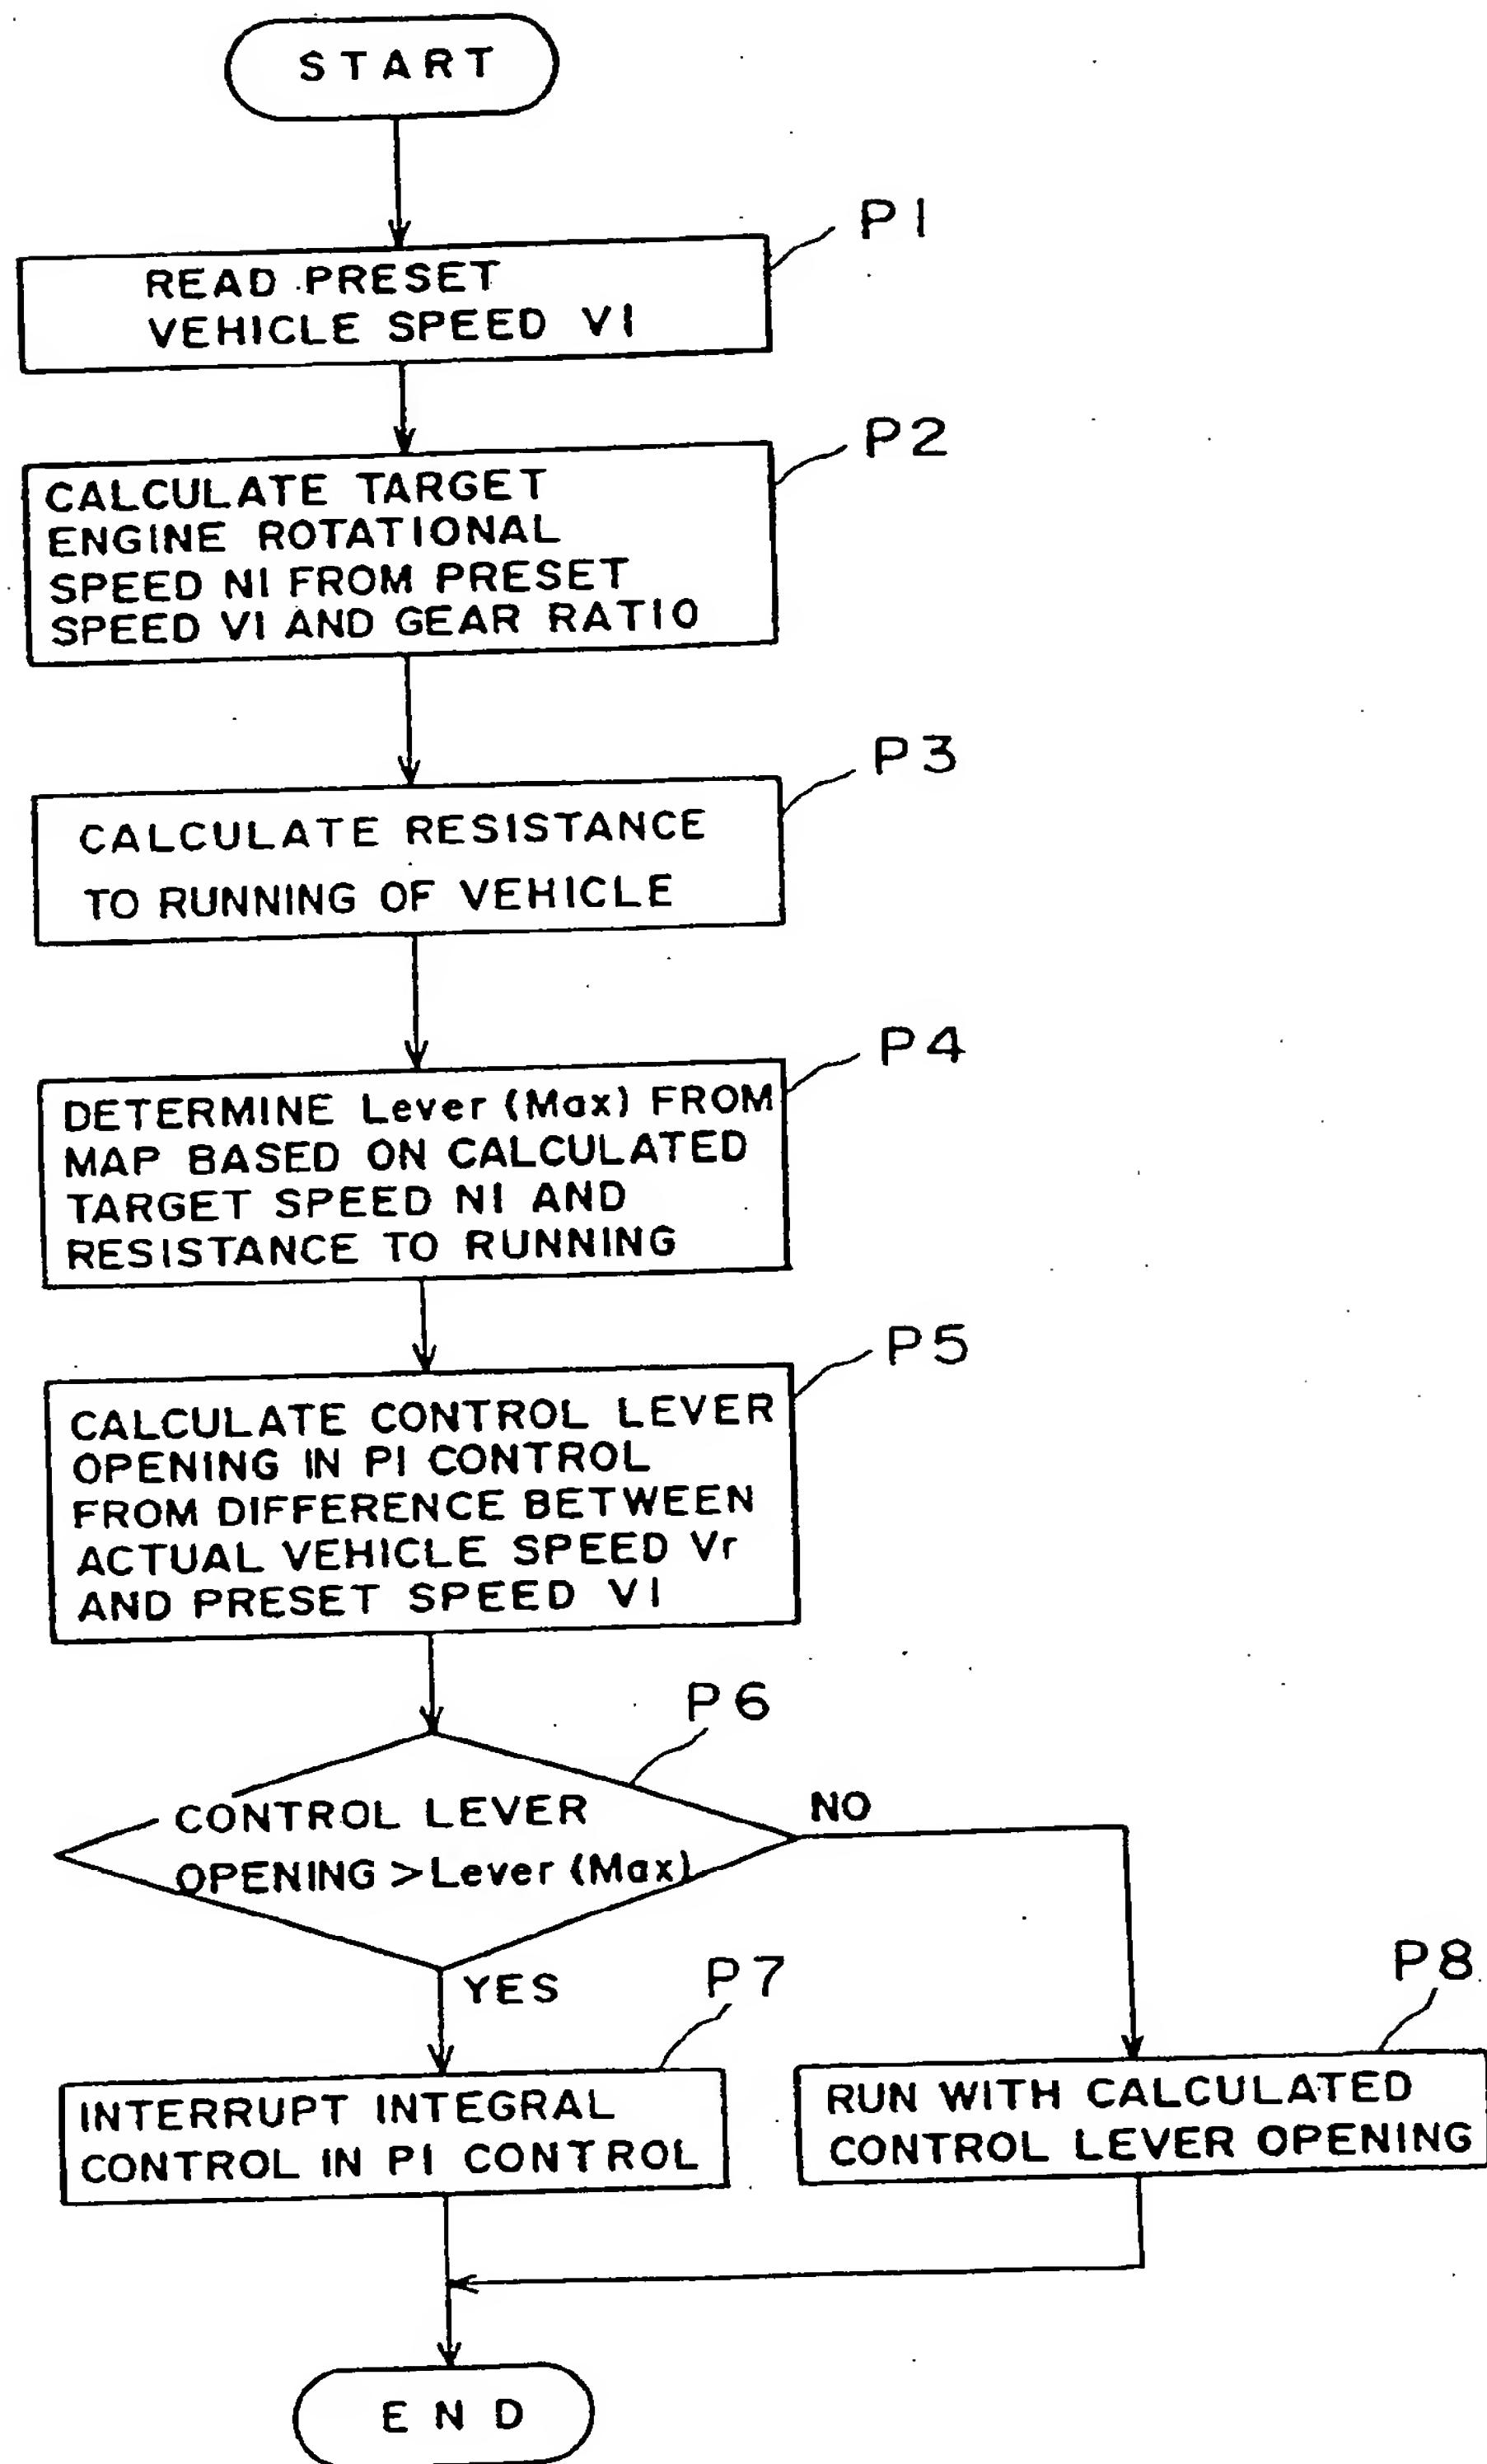 START
P1
READ PRESET
VEHICLE SPEED V1
P2
CALCULATE TARGET
ENGINE ROTATIONAL
SPEED N1 FROM PRESET
SPEED V1 AND GEAR RATIO
P3
CALCULATE RESISTANCE
TO RUNNING OF VEHICLE
P4
DETERMINE Lever (Max) FROM
MAP BASED ON CALCULATED
TARGET SPEED N1 AND
RESISTANCE TO RUNNING
P5
CALCULATE CONTROL LEVER
OPENING IN PI CONTROL
FROM DIFFERENCE BETWEEN
ACTUAL VEHICLE SPEED Vr
AND PRESET SPEED V1
P6
CONTROL LEVER
OPENING > Lever (Max)
NO
YES
P7
INTERRUPT INTEGRAL
CONTROL IN PI CONTROL
P8
RUN WITH CALCULATED
CONTROL LEVER OPENING
END